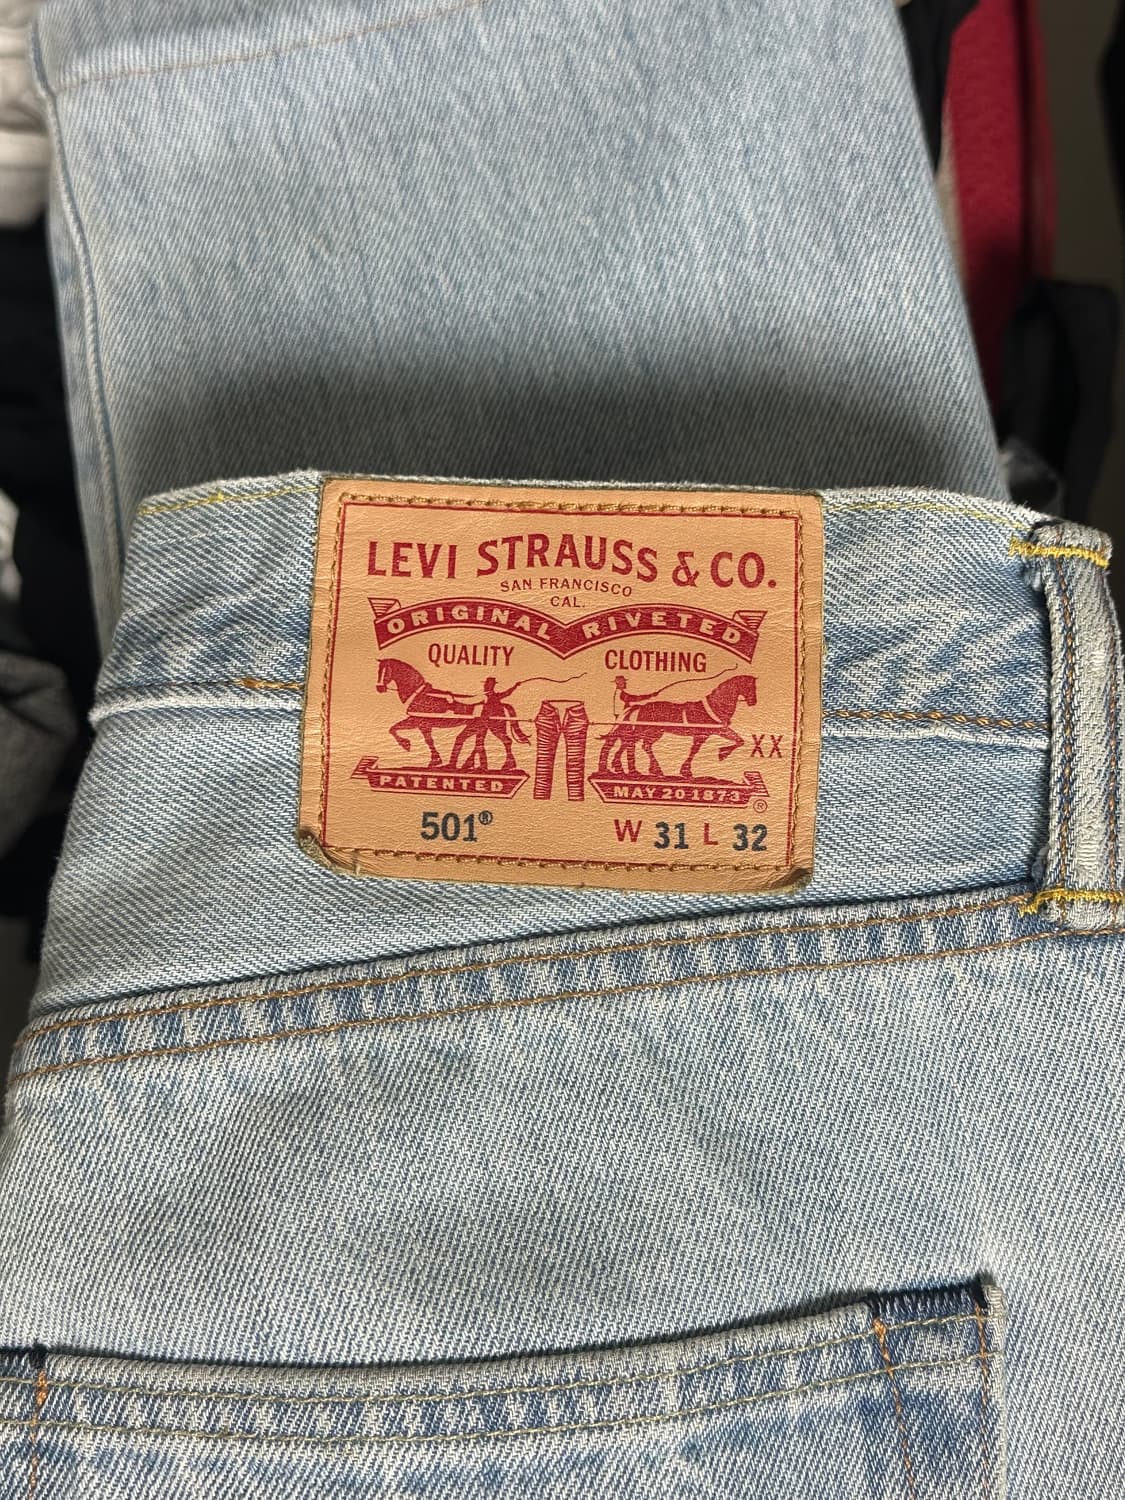 LEVI STRAUSS & CO.
SAN FRANCISCO
CAL.
ORIGINAL RIVETED
QUALITY CLOTHING
XX
PATENTED MAY 20 1873 ®
501® W 31 L 32